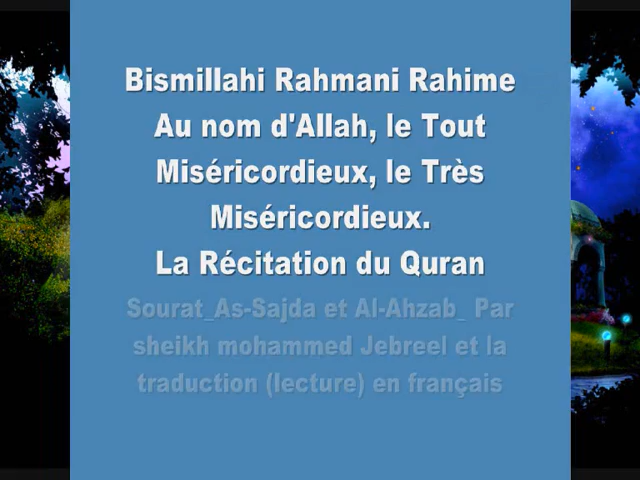 Bismillahi Rahmani Rahime
Au nom d'Allah, le Tout
Miséricordieux, le Très
Miséricordieux.
La Récitation du Quran
Sourat_As-Sajda et Al-Ahzab_ Par
sheikh mohammed Jebreel et la
traduction (lecture) en français